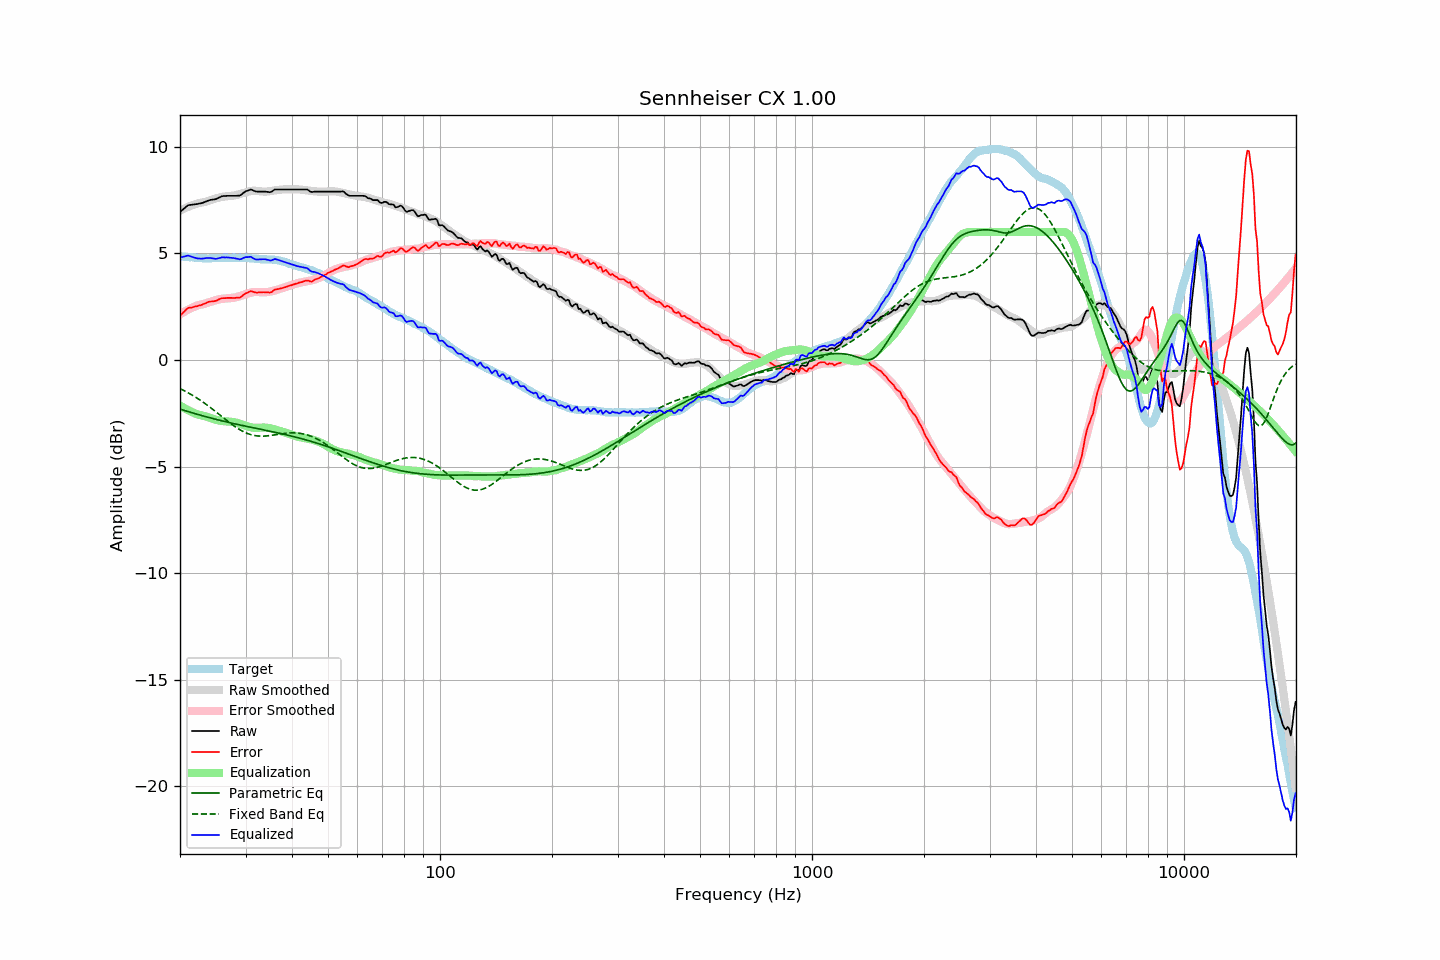 Sennheiser CX 1.00
10
5
0
−5
−10
−15
−20
Amplitude (dBr)
Target
Raw Smoothed
Error Smoothed
Raw
Error
Equalization
Parametric Eq
Fixed Band Eq
Equalized
100
1000
10000
Frequency (Hz)